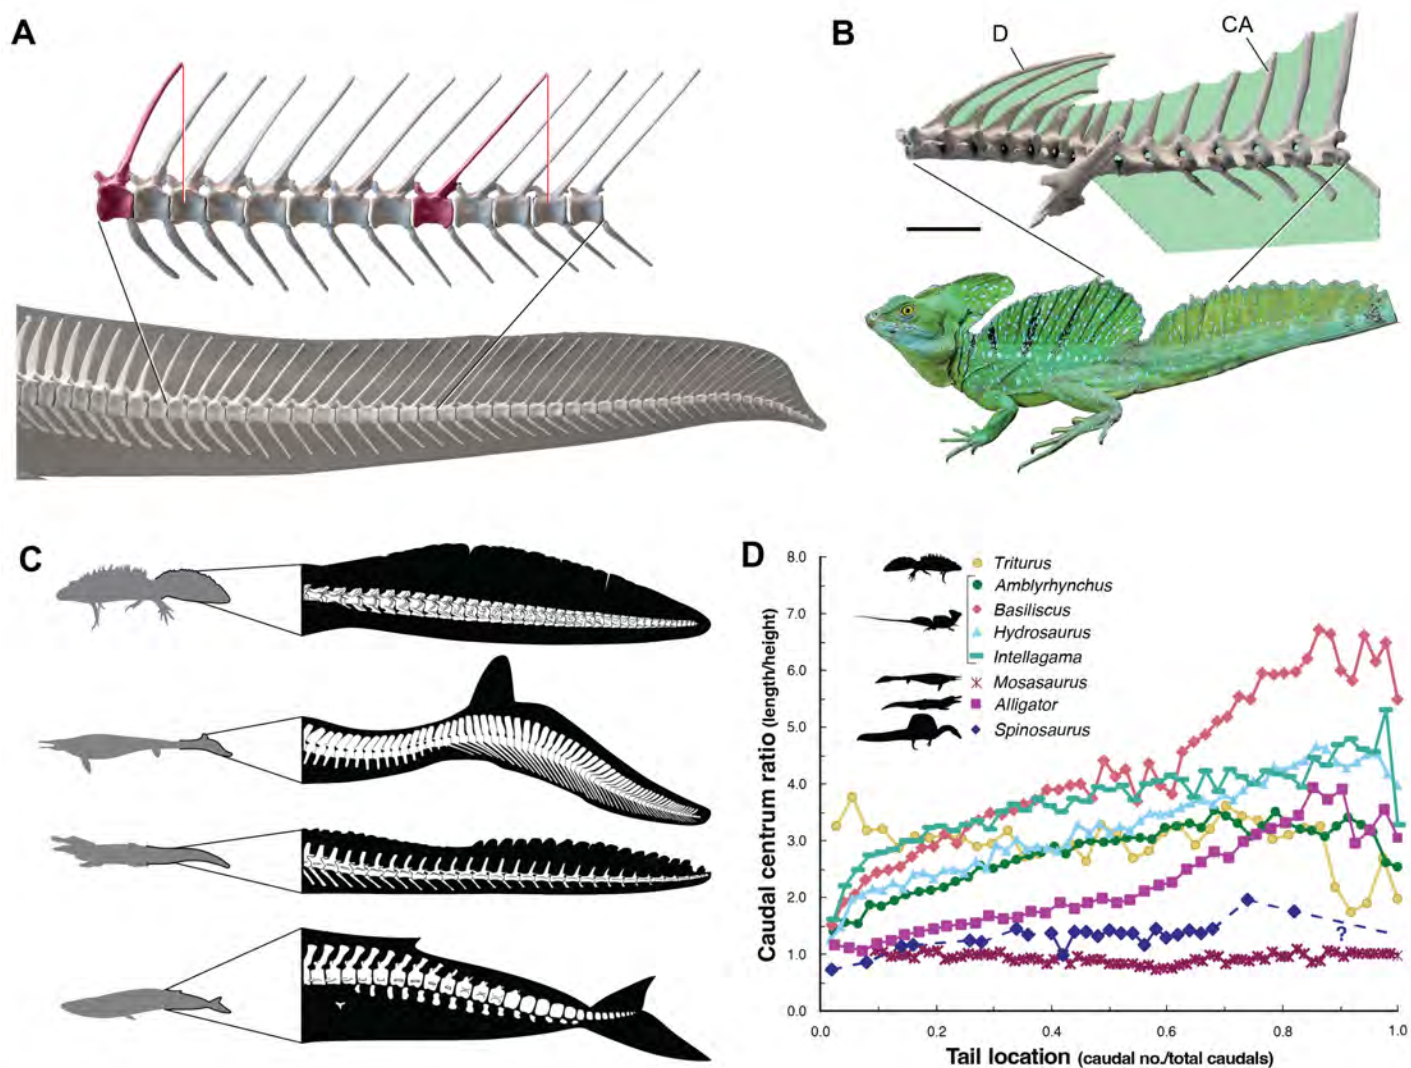 A
B
D
CA
C
D
8.0
7.0
6.0
5.0
4.0
3.0
2.0
1.0
0.0
Caudal centrum ratio (length/height)
Triturus
Amblyrhynchus
Basiliscus
Hydrosaurus
Intellagama
Mosasaurus
Alligator
Spinosaurus
?
0.0 0.2 0.4 0.6 0.8 1.0
Tail location (caudal no./total caudals)